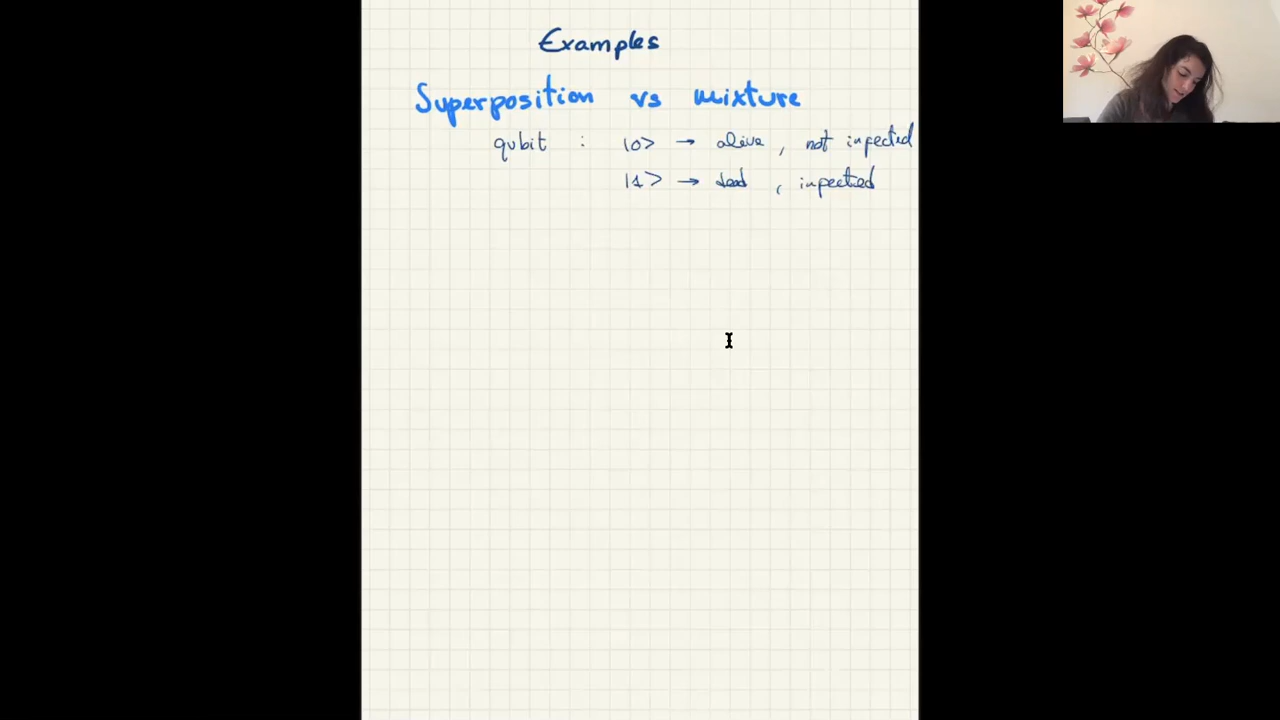 Examples
Superposition vs mixture
qubit : |0> → alive , not infected
|1> → dead , infected